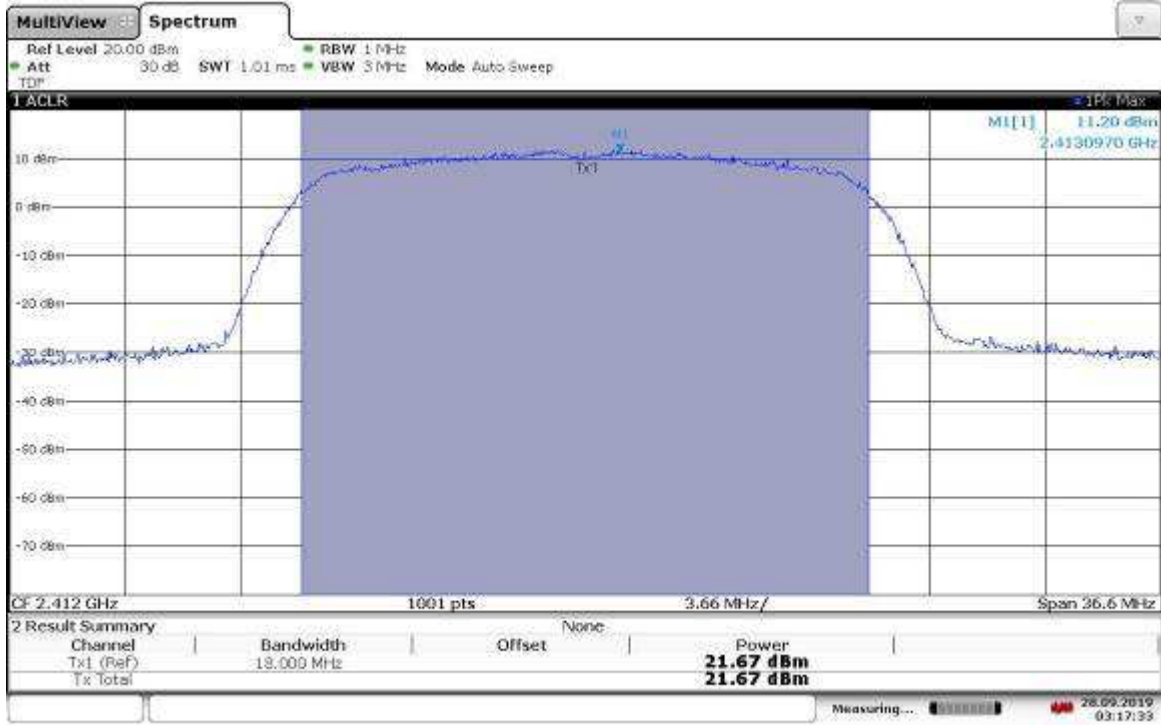 MultiView Spectrum
Ref Level 20.00 dBm RBW 1 MHz
Att 30 dB SWT 1.01 ms VBW 3 MHz Mode Auto Sweep
TDF
1 ACLR 1Pk Max
M1[1] 11.20 dBm
2.4130970 GHz
M1
10 dBm
Tx1
0 dBm
-10 dBm
-20 dBm
-30 dBm
-40 dBm
-50 dBm
-60 dBm
-70 dBm
CF 2.412 GHz 1001 pts 3.66 MHz/ Span 36.6 MHz
2 Result Summary None
Channel Bandwidth Offset Power
Tx1 (Ref) 18.000 MHz 21.67 dBm
Tx Total 21.67 dBm
Measuring... 28.09.2019
03:17:33